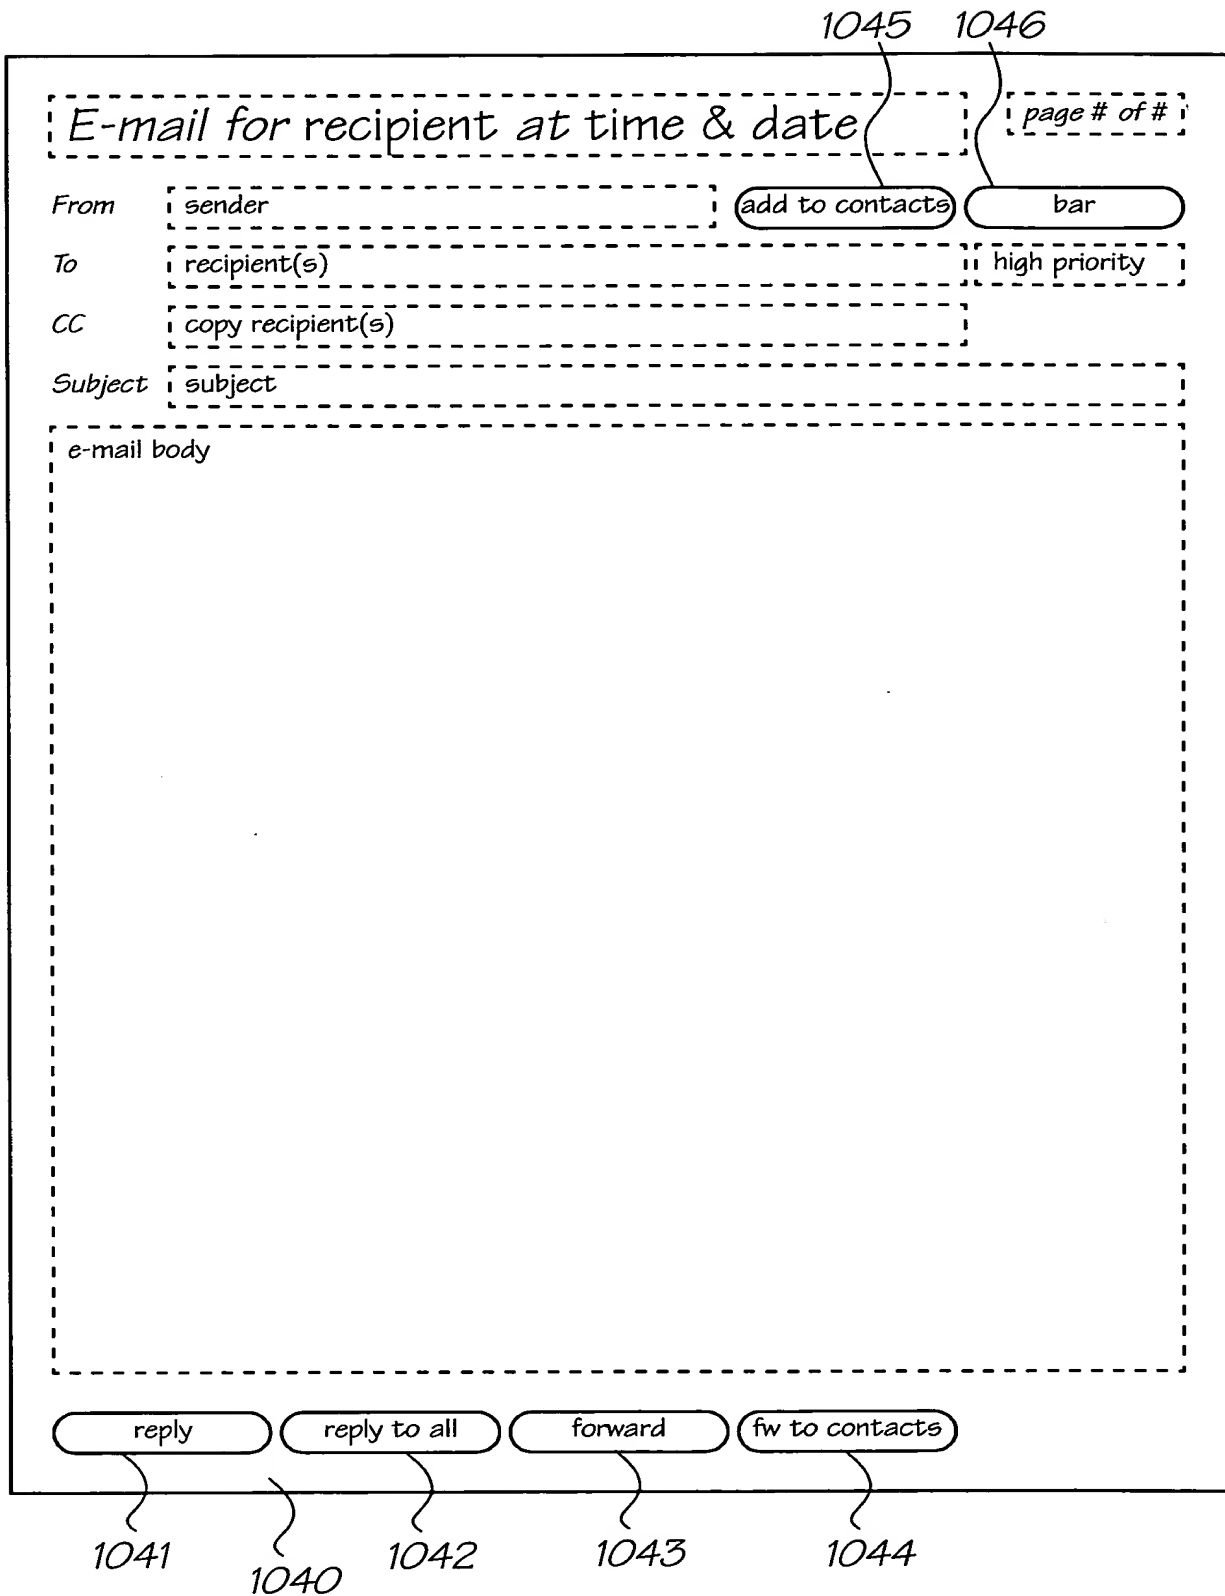 1045 1046
E-mail for recipient at time & date page # of #
From sender add to contacts bar
To recipient(s) high priority
CC copy recipient(s)
Subject subject
e-mail body
reply reply to all forward fw to contacts
1041 1040 1042 1043 1044